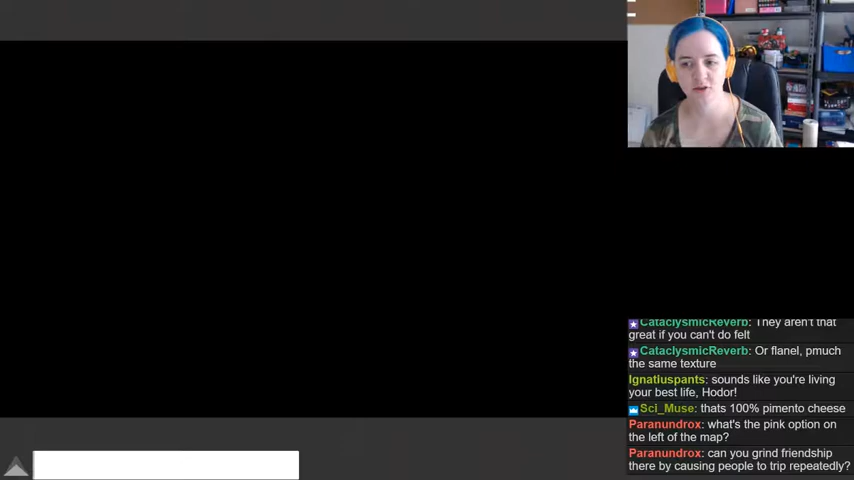 CataclysmicReverb: They aren't that
great if you can't do felt
CataclysmicReverb: Or flanel, pmuch
the same texture
Ignatiuspants: sounds like you're living
your best life, Hodor!
Sci_Muse: thats 100% pimento cheese
Paranundrox: what's the pink option on
the left of the map?
Paranundrox: can you grind friendship
there by causing people to trip repeatedly?